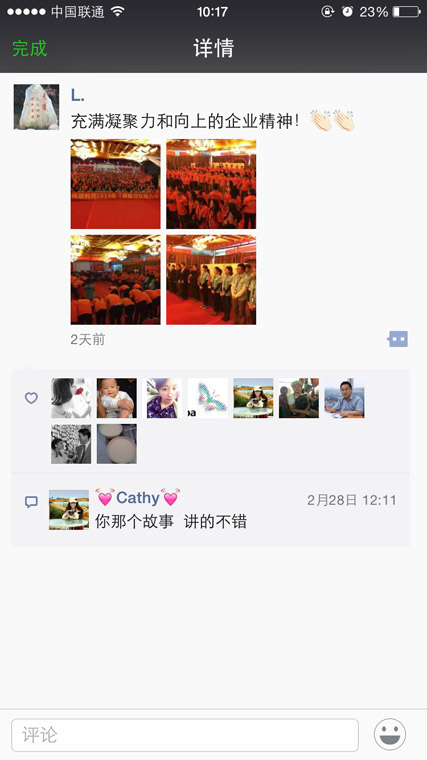 中国联通
10:17
23%
完成
详情
L.
充满凝聚力和向上的企业精神！
2天前
Cathy
2月28日 12:11
你那个故事 讲的不错
评论